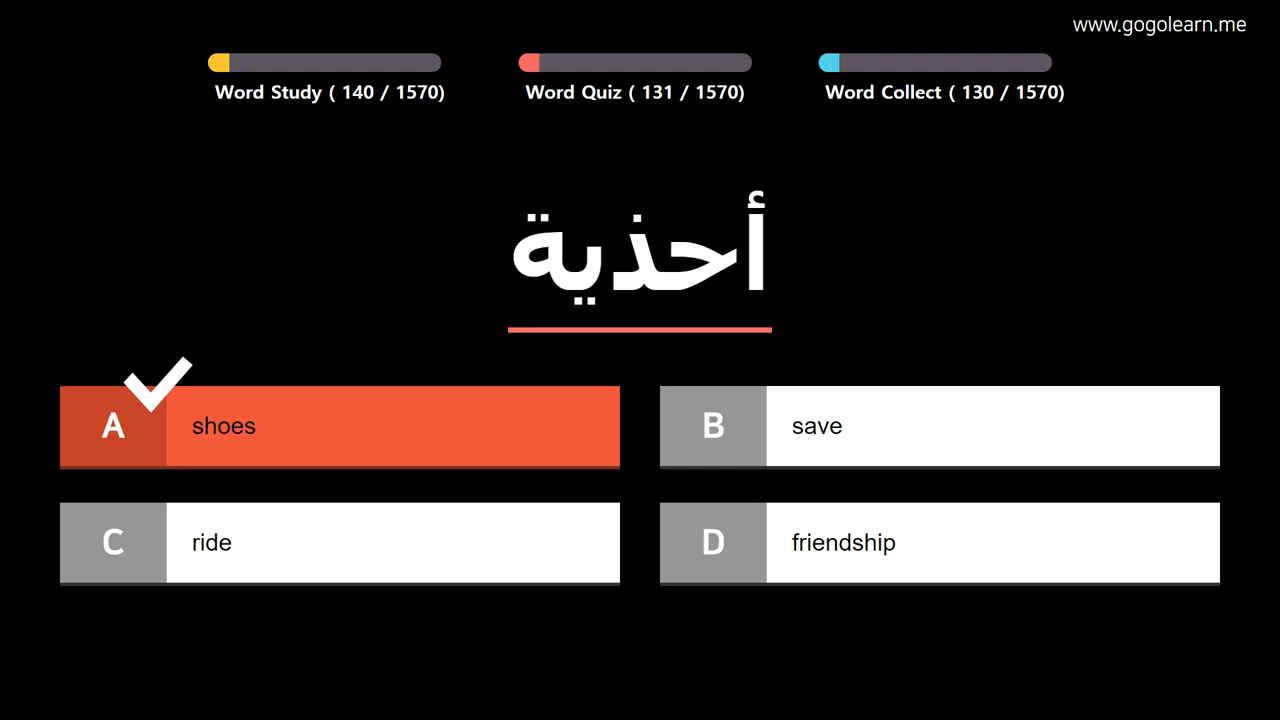 www.gogolearn.me
Word Study ( 140 / 1570)
Word Quiz ( 131 / 1570)
Word Collect ( 130 / 1570)
أحذية
A shoes
B save
C ride
D friendship